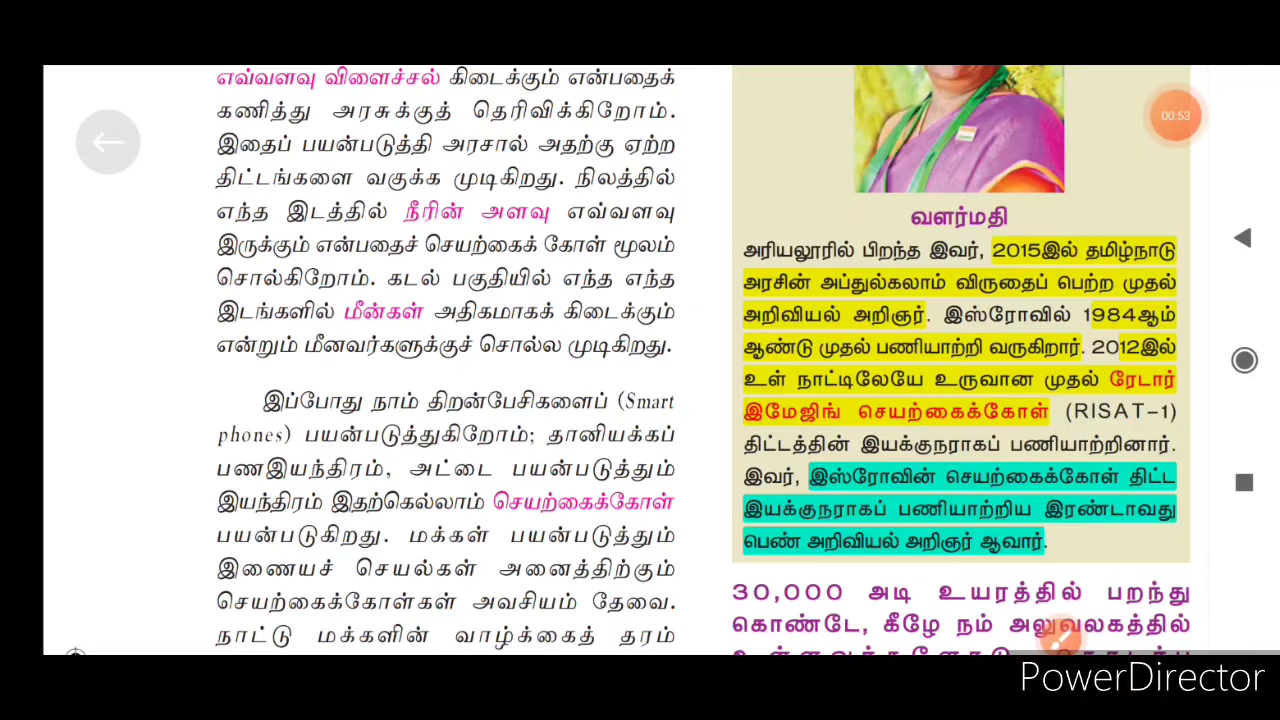 எவ்வளவு விளைச்சல் கிடைக்கும் என்பதைக்
கணித்து அரசுக்குத் தெரிவிக்கிறோம்.
இதைப் பயன்படுத்தி அரசால் அதற்கு ஏற்ற
திட்டங்களை வகுக்க முடிகிறது. நிலத்தில்
எந்த இடத்தில் நீரின் அளவு எவ்வளவு
இருக்கும் என்பதைச் செயற்கைக் கோள் மூலம்
சொல்கிறோம். கடல் பகுதியில் எந்த எந்த
இடங்களில் மீன்கள் அதிகமாகக் கிடைக்கும்
என்றும் மீனவர்களுக்குச் சொல்ல முடிகிறது.
இப்போது நாம் திறன்பேசிகளைப் (Smart
phones) பயன்படுத்துகிறோம்; தானியக்கப்
பணஇயந்திரம், அட்டை பயன்படுத்தும்
இயந்திரம் இதற்கெல்லாம் செயற்கைக்கோள்
பயன்படுகிறது. மக்கள் பயன்படுத்தும்
இணையச் செயல்கள் அனைத்திற்கும்
செயற்கைக்கோள்கள் அவசியம் தேவை.
நாட்டு மக்களின் வாழ்க்கைத் தரம்
வளர்மதி
அரியலூரில் பிறந்த இவர், 2015இல் தமிழ்நாடு
அரசின் அப்துல்கலாம் விருதைப் பெற்ற முதல்
அறிவியல் அறிஞர். இஸ்ரோவில் 1984ஆம்
ஆண்டு முதல் பணியாற்றி வருகிறார். 2012இல்
உள் நாட்டிலேயே உருவான முதல் ரேடார்
இமேஜிங் செயற்கைக்கோள் (RISAT-1)
திட்டத்தின் இயக்குநராகப் பணியாற்றினார்.
இவர், இஸ்ரோவின் செயற்கைக்கோள் திட்ட
இயக்குநராகப் பணியாற்றிய இரண்டாவது
பெண் அறிவியல் அறிஞர் ஆவார்.
30,000 அடி உயரத்தில் பறந்து
கொண்டே, கீழே நம் அலுவலகத்தில்
00:53
PowerDirector